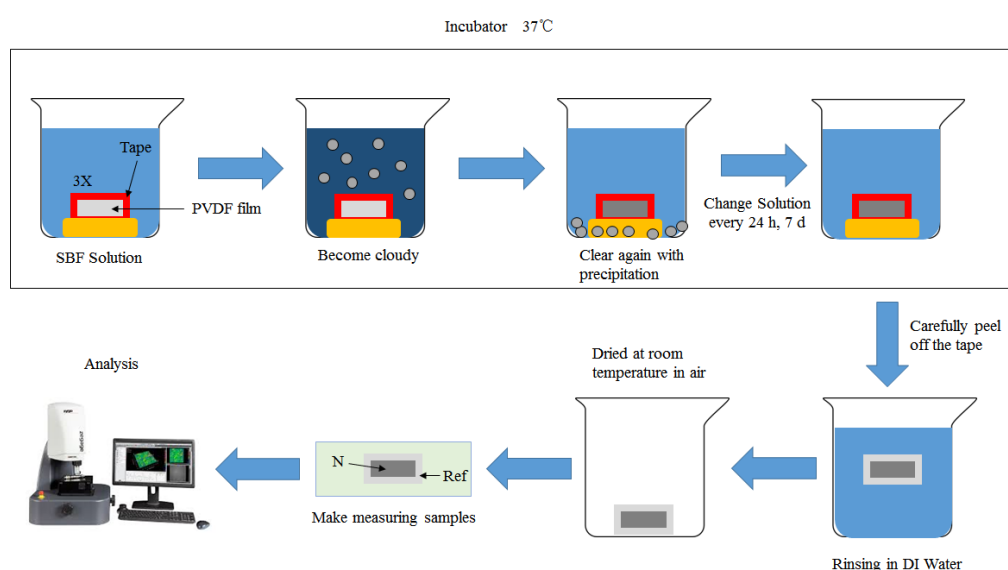 Incubator 37℃
Tape
3X
PVDF film
SBF Solution
Become cloudy
Clear again with
precipitation
Change Solution
every 24 h, 7 d
Carefully peel
off the tape
Rinsing in DI Water
Dried at room
temperature in air
N
Ref
Make measuring samples
Analysis